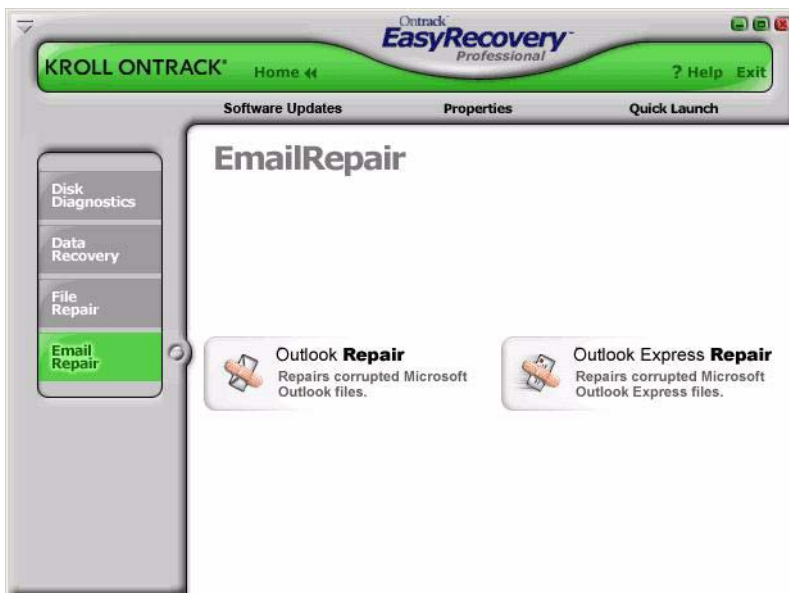 Ontrack
EasyRecovery™
Professional
KROLL ONTRACK®
Home
? Help
Exit
Software Updates
Properties
Quick Launch
EmailRepair
Disk
Diagnostics
Data
Recovery
File
Repair
Email
Repair
Outlook Repair
Repairs corrupted Microsoft
Outlook files.
Outlook Express Repair
Repairs corrupted Microsoft
Outlook Express files.